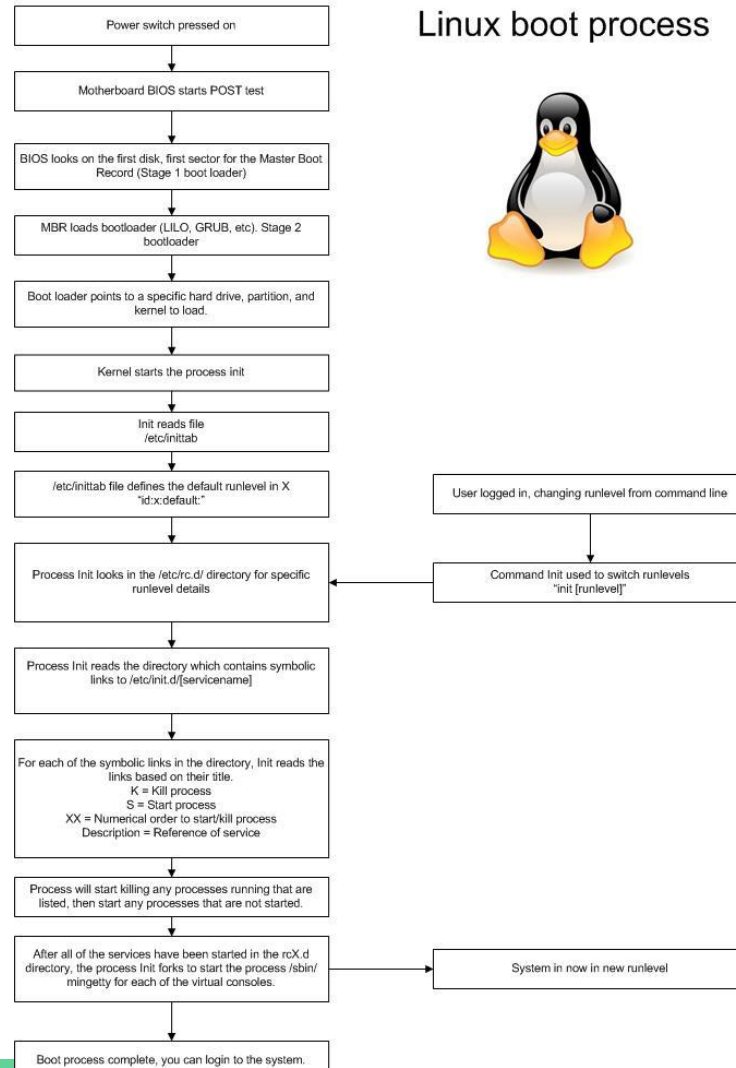 Linux boot process
Power switch pressed on
Motherboard BIOS starts POST test
BIOS looks on the first disk, first sector for the Master Boot
Record (Stage 1 boot loader)
MBR loads bootloader (LILO, GRUB, etc). Stage 2
bootloader
Boot loader points to a specific hard drive, partition, and
kernel to load.
Kernel starts the process init
Init reads file
/etc/inittab
/etc/inittab file defines the default runlevel in X
“id:x:default:”
User logged in, changing runlevel from command line
Process Init looks in the /etc/rc.d/ directory for specific
runlevel details
Command Init used to switch runlevels
“init [runlevel]”
Process Init reads the directory which contains symbolic
links to /etc/init.d/[servicename]
For each of the symbolic links in the directory, Init reads the
links based on their title.
K = Kill process
S = Start process
XX = Numerical order to start/kill process
Description = Reference of service
Process will start killing any processes running that are
listed, then start any processes that are not started.
After all of the services have been started in the rcX.d
directory, the process Init forks to start the process /sbin/
mingetty for each of the virtual consoles.
System in now in new runlevel
Boot process complete, you can login to the system.